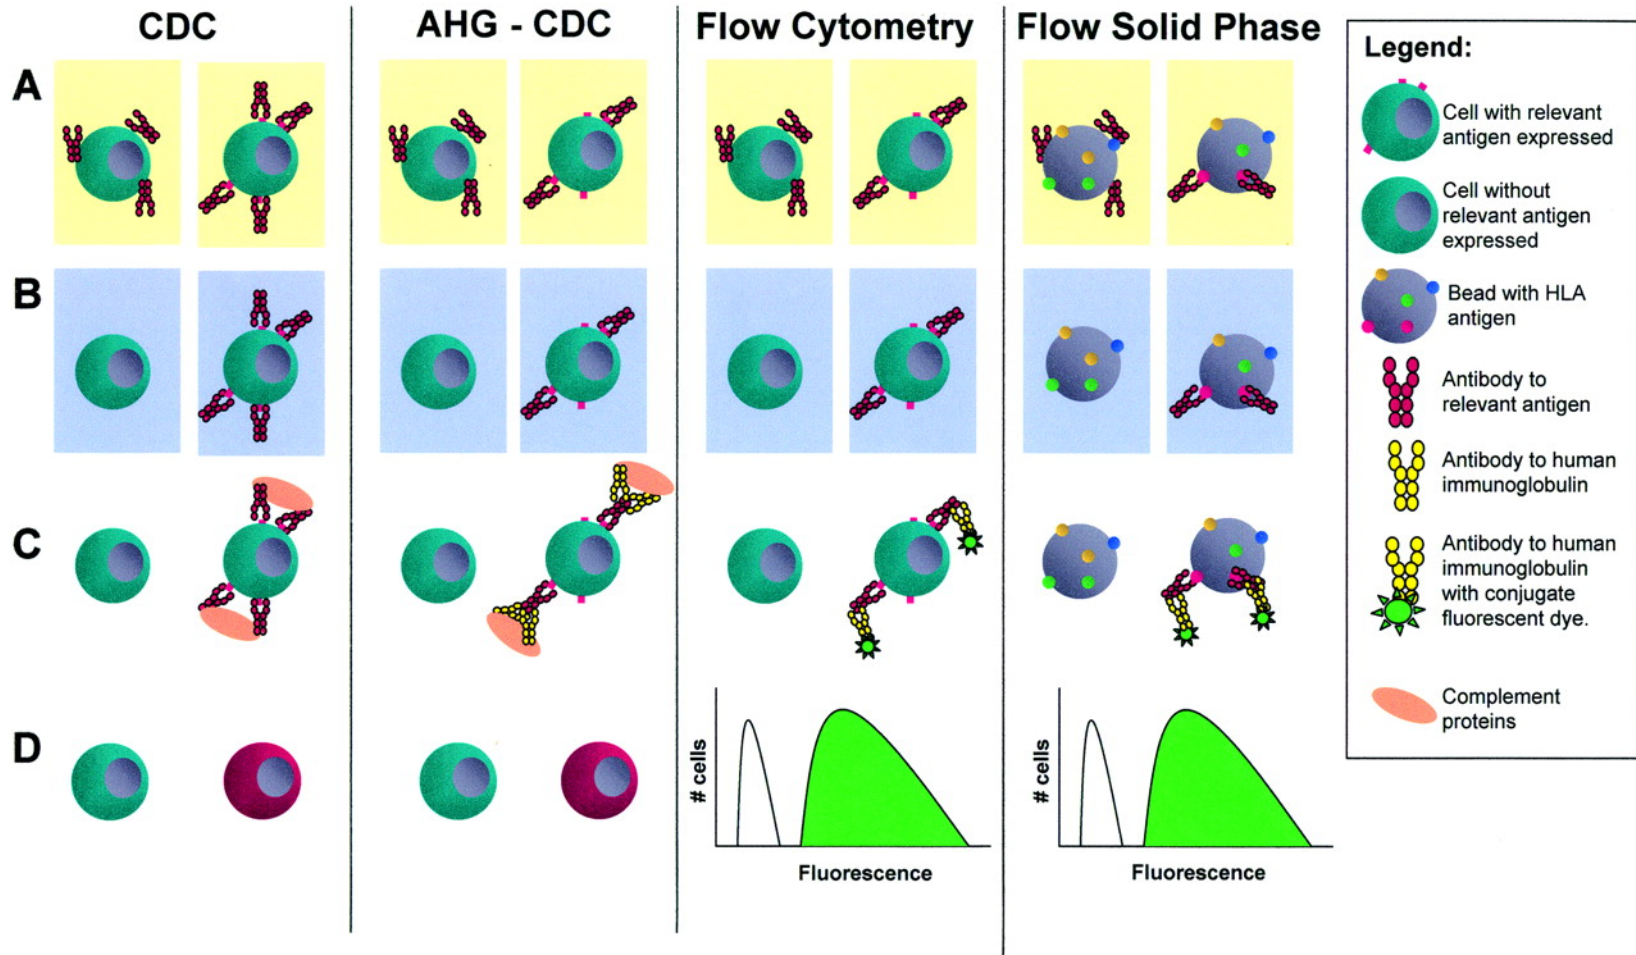 CDC
AHG - CDC
Flow Cytometry
Flow Solid Phase
A
B
C
D
# cells
Fluorescence
# cells
Fluorescence
Legend:
Cell with relevant
antigen expressed
Cell without
relevant antigen
expressed
Bead with HLA
antigen
Antibody to
relevant antigen
Antibody to human
immunoglobulin
Antibody to human
immunoglobulin
with conjugate
fluorescent dye.
Complement
proteins